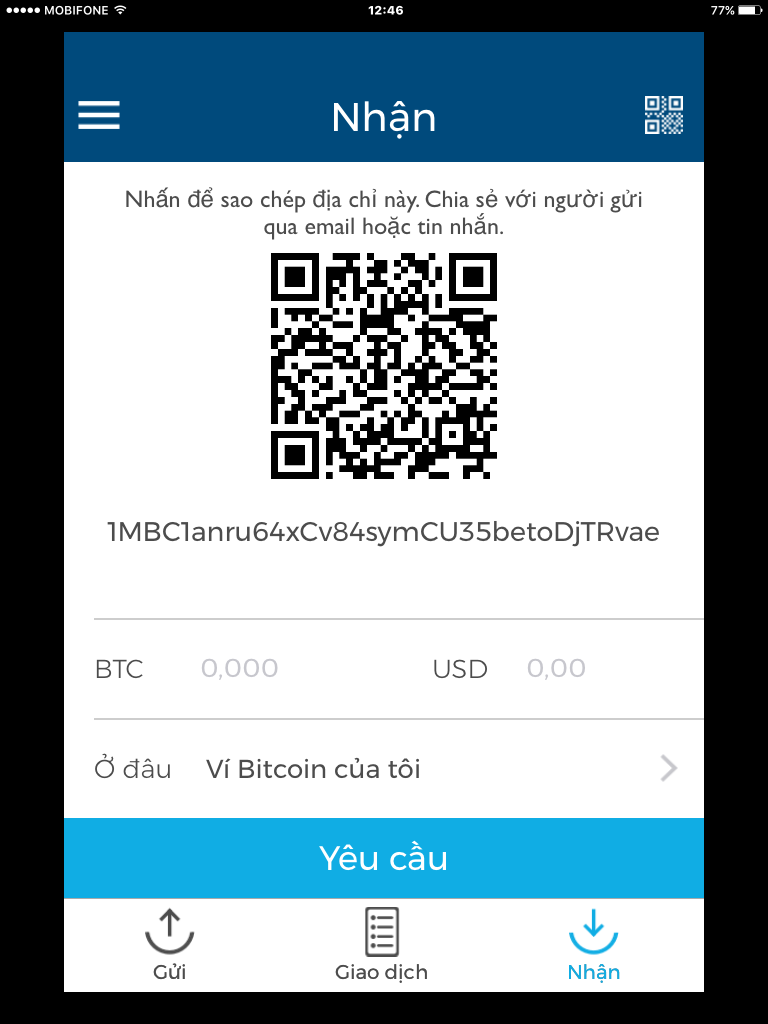 MOBIFONE 12:46 77%
Nhận
Nhấn để sao chép địa chỉ này. Chia sẻ với người gửi
qua email hoặc tin nhắn.
1MBC1anru64xCv84symCU35betoDjTRvae
BTC 0,000 USD 0,00
Ở đâu Ví Bitcoin của tôi
Yêu cầu
Gửi Giao dịch Nhận